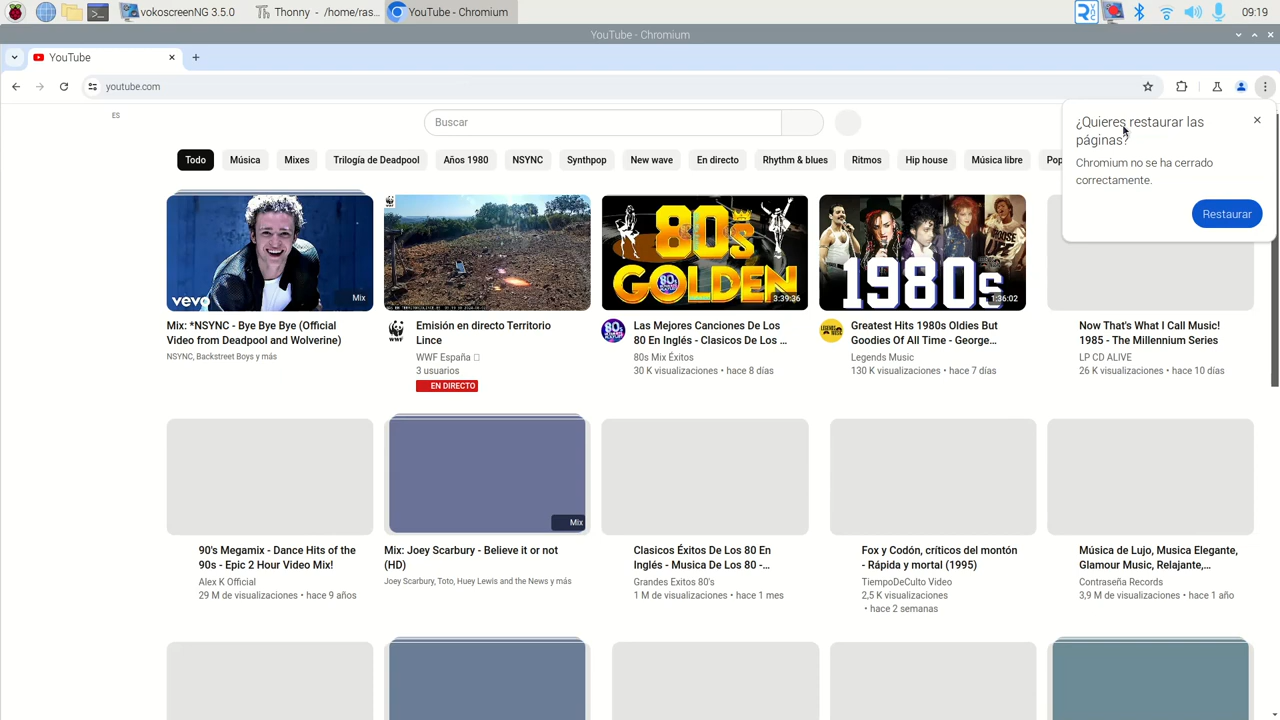 vokoscreenNG 3.5.0
Thonny - /home/ras...
YouTube - Chromium
09:19
YouTube - Chromium
YouTube
youtube.com
ES
Buscar
¿Quieres restaurar las
páginas?
Chromium no se ha cerrado
correctamente.
Restaurar
Todo
Música
Mixes
Trilogía de Deadpool
Años 1980
NSYNC
Synthpop
New wave
En directo
Rhythm & blues
Ritmos
Hip house
Música libre
Pop
vevo
Mix
WWF
80s
GOLDEN
3:39:36
1980s
1:36:02
Mix: *NSYNC - Bye Bye Bye (Official
Video from Deadpool and Wolverine)
NSYNC, Backstreet Boys y más
Emisión en directo Territorio
Lince
WWF España
3 usuarios
EN DIRECTO
Las Mejores Canciones De Los
80 En Inglés - Clasicos De Los ...
80s Mix Éxitos
30 K visualizaciones • hace 8 días
Greatest Hits 1980s Oldies But
Goodies Of All Time - George...
Legends Music
130 K visualizaciones • hace 7 días
Now That's What I Call Music!
1985 - The Millennium Series
LP CD ALIVE
26 K visualizaciones • hace 10 días
Mix
90's Megamix - Dance Hits of the
90s - Epic 2 Hour Video Mix!
Alex K Official
29 M de visualizaciones • hace 9 años
Mix: Joey Scarbury - Believe it or not
(HD)
Joey Scarbury, Toto, Huey Lewis and the News y más
Clasicos Éxitos De Los 80 En
Inglés - Musica De Los 80 -...
Grandes Exitos 80's
1 M de visualizaciones • hace 1 mes
Fox y Codón, críticos del montón
- Rápida y mortal (1995)
TiempoDeCulto Video
2,5 K visualizaciones
• hace 2 semanas
Música de Lujo, Musica Elegante,
Glamour Music, Relajante,...
Contraseña Records
3,9 M de visualizaciones • hace 1 año